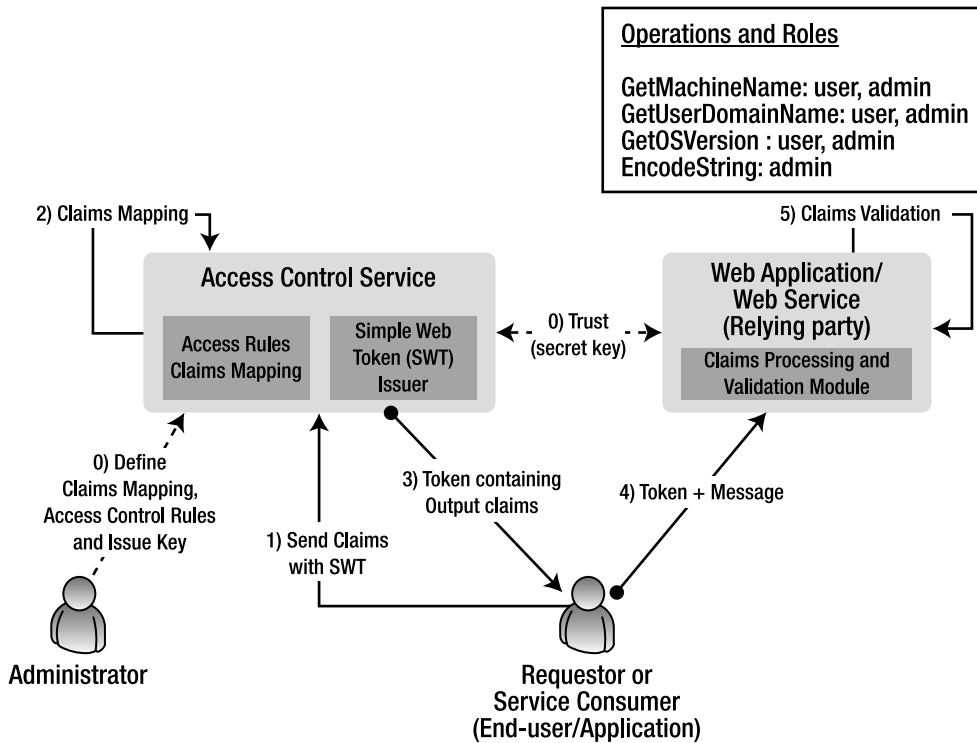 Operations and Roles
GetMachineName: user, admin
GetUserDomainName: user, admin
GetOSVersion : user, admin
EncodeString: admin
2) Claims Mapping
5) Claims Validation
Access Control Service
Access Rules
Claims Mapping
Simple Web
Token (SWT)
Issuer
0) Trust
(secret key)
Web Application/
Web Service
(Relying party)
Claims Processing and
Validation Module
0) Define
Claims Mapping,
Access Control Rules
and Issue Key
1) Send Claims
with SWT
3) Token containing
Output claims
4) Token + Message
Administrator
Requestor or
Service Consumer
(End-user/Application)